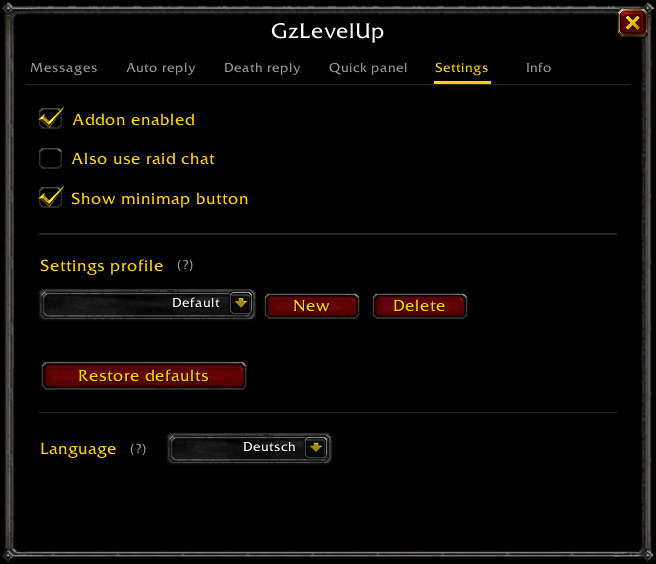 GzLevelUp
Messages Auto reply Death reply Quick panel Settings Info
Addon enabled
Also use raid chat
Show minimap button
Settings profile (?)
Default New Delete
Restore defaults
Language (?) Deutsch